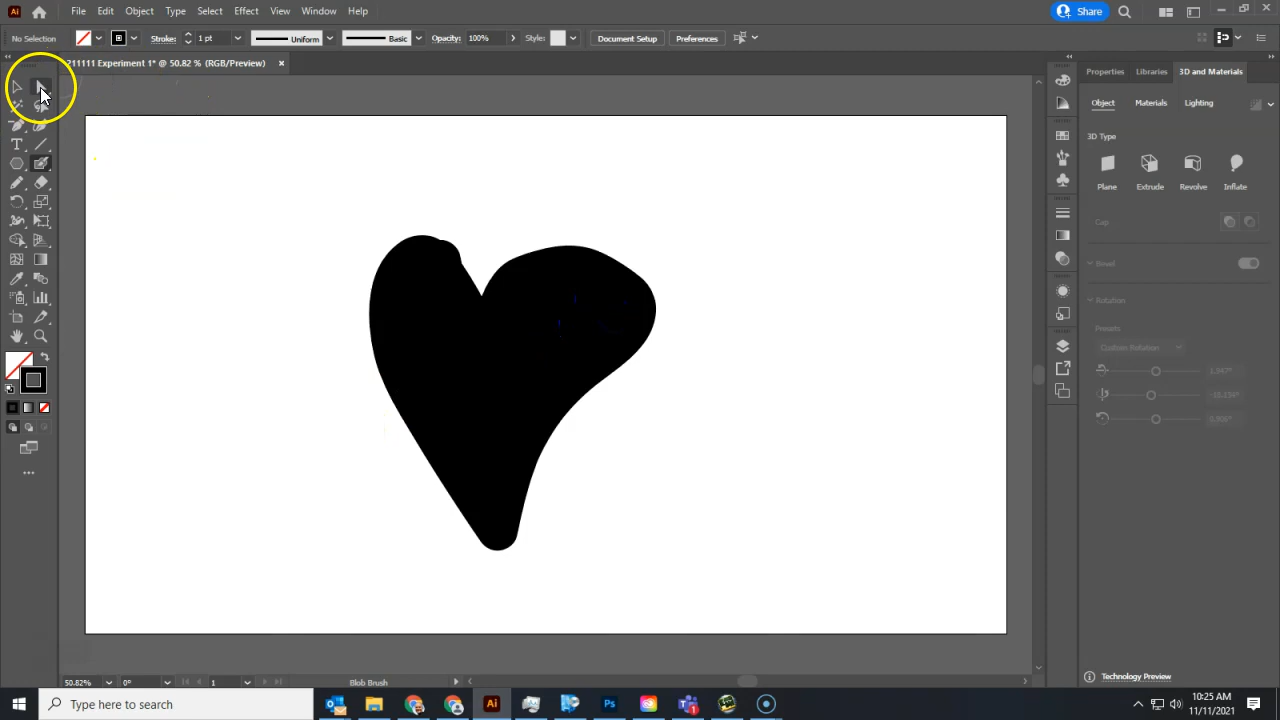 Ai File Edit Object Type Select Effect View Window Help Share
No Selection Stroke: 1 pt Uniform Basic Opacity: 100% Style: Document Setup Preferences
211111 Experiment 1* @ 50.82 % (RGB/Preview)
Properties Libraries 3D and Materials
Object Materials Lighting
3D Type
Plane Extrude Revolve Inflate
Cap
Bevel
Rotation
Presets
Custom Rotation
Technology Preview
50.82% 0° 1 Blob Brush
Type here to search
Ai Ps
10:25 AM
11/11/2021